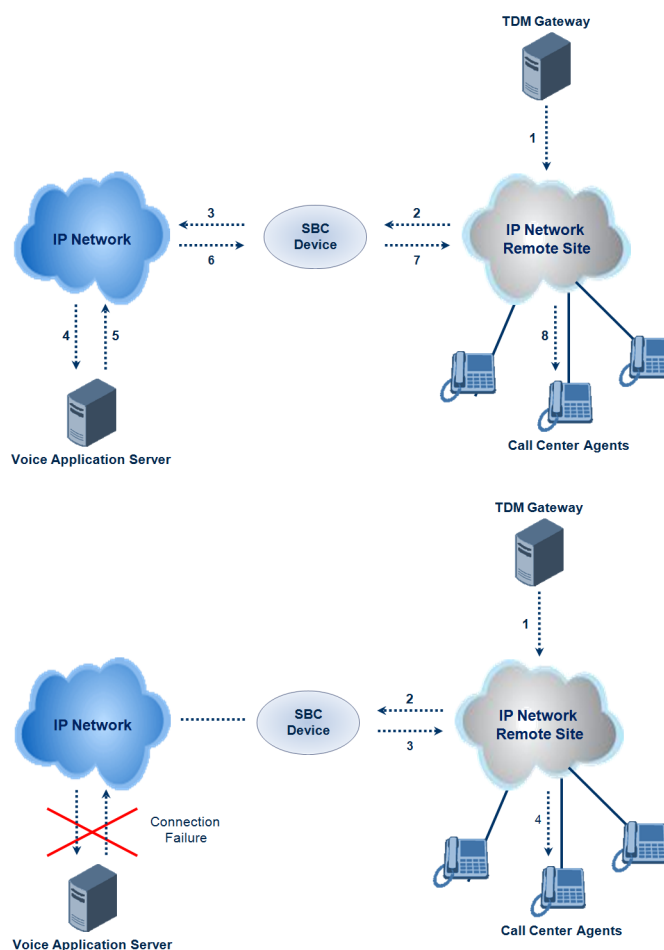 TDM Gateway
1
3
2
IP Network
SBC
Device
IP Network
Remote Site
6
7
4
5
8
Voice Application Server
Call Center Agents
TDM Gateway
1
2
IP Network
SBC
Device
IP Network
Remote Site
3
Connection
Failure
4
Call Center Agents
Voice Application Server